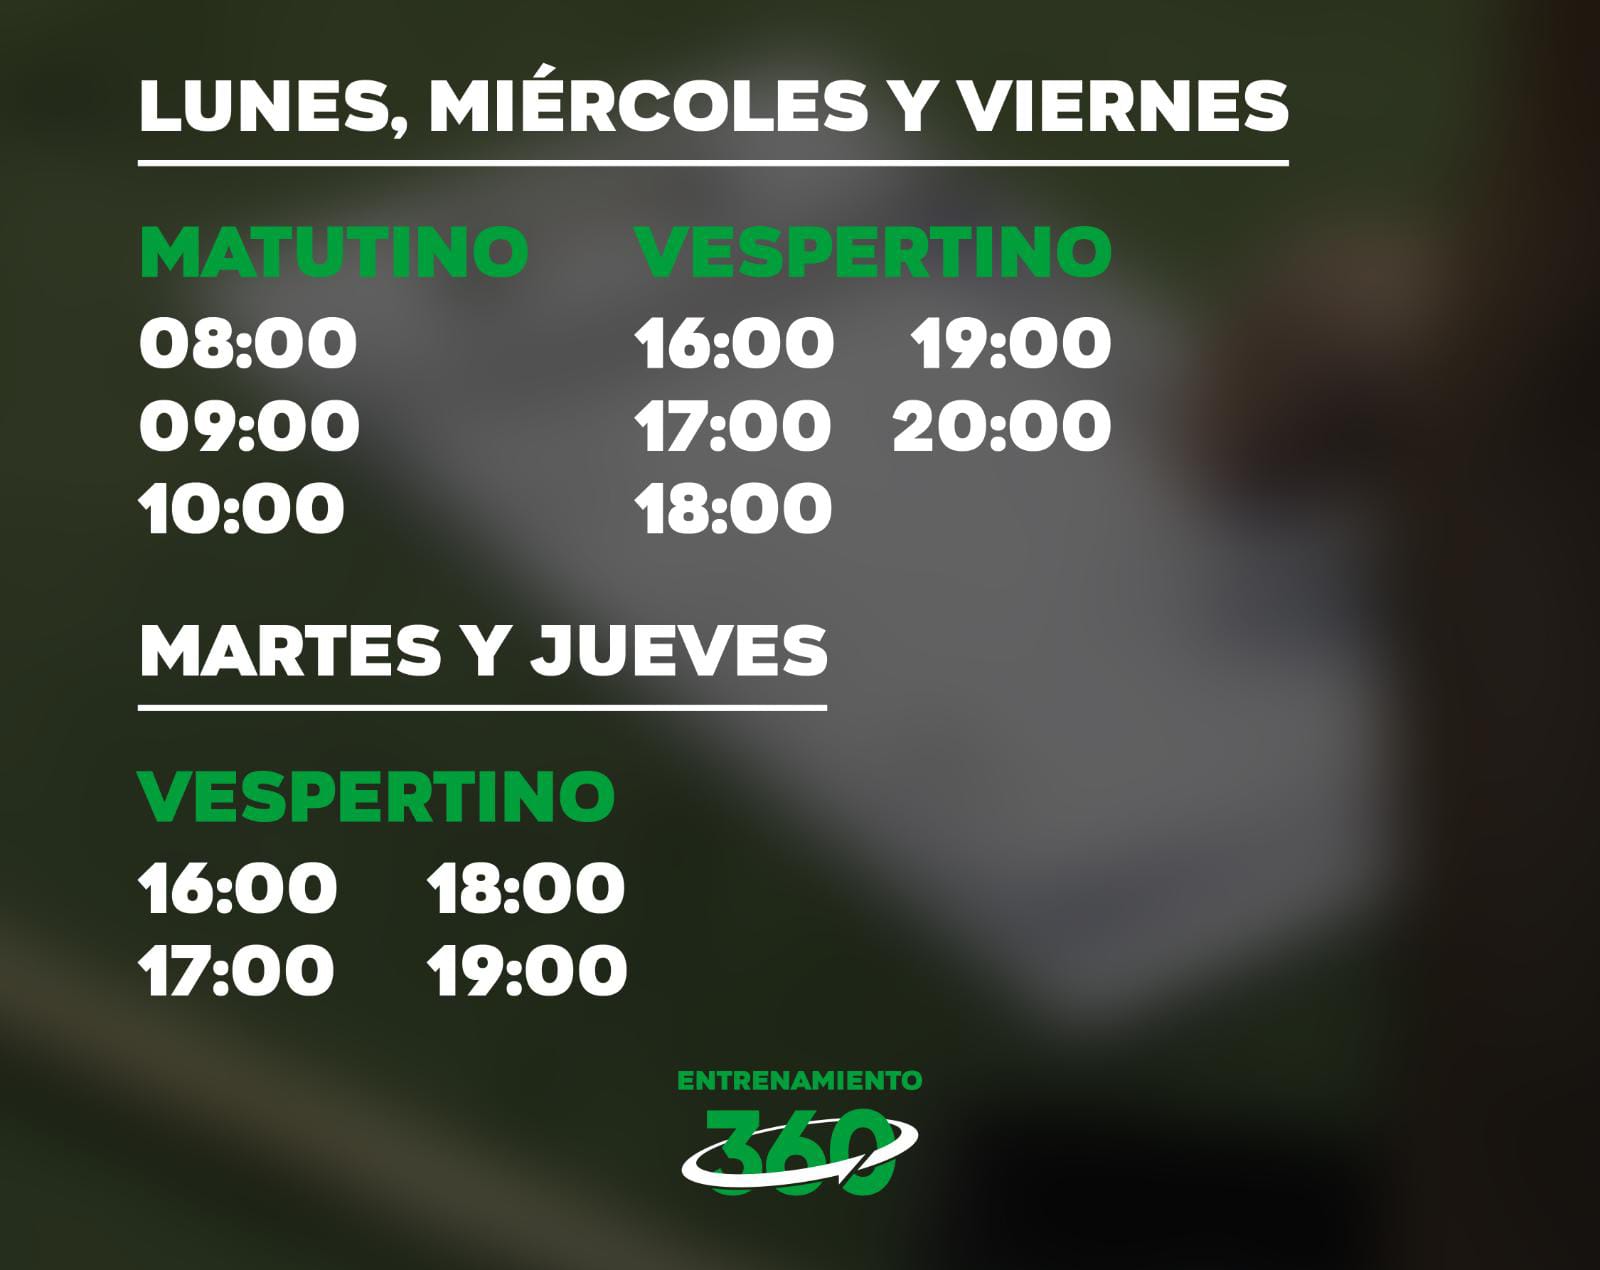 LUNES, MIÉRCOLES Y VIERNES
MATUTINO
08:00
09:00
10:00
VESPERTINO
16:00 19:00
17:00 20:00
18:00
MARTES Y JUEVES
VESPERTINO
16:00 18:00
17:00 19:00
ENTRENAMIENTO
360